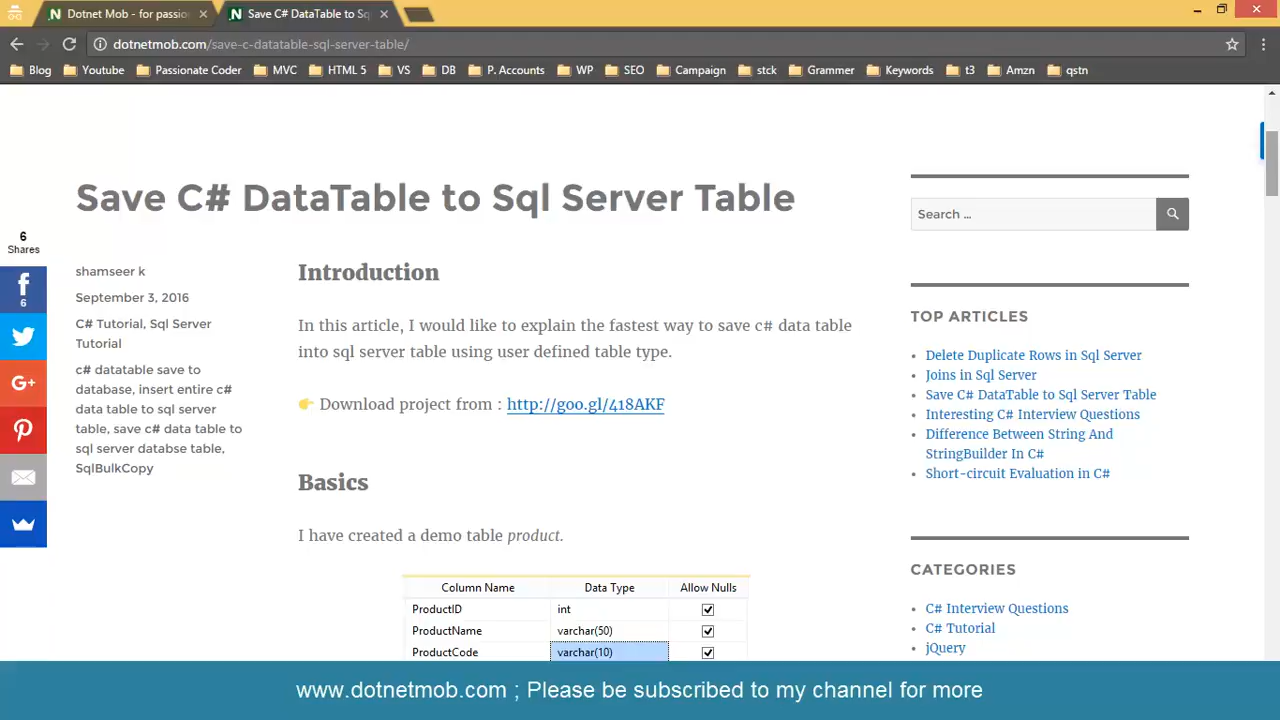 Dotnet Mob - for passion
Save C# DataTable to Sq
dotnetmob.com/save-c-datatable-sql-server-table/
Blog Youtube Passionate Coder MVC HTML 5 VS DB P. Accounts WP SEO Campaign stck Grammer Keywords t3 Amzn qstn
Save C# DataTable to Sql Server Table
6
Shares
6
shamseer k
September 3, 2016
C# Tutorial, Sql Server
Tutorial
c# datatable save to
database, insert entire c#
data table to sql server
table, save c# data table to
sql server databse table,
SqlBulkCopy
Introduction
In this article, I would like to explain the fastest way to save c# data table
into sql server table using user defined table type.
Download project from : http://goo.gl/418AKF
Basics
I have created a demo table product.
Column Name Data Type Allow Nulls
ProductID int
ProductName varchar(50)
ProductCode varchar(10)
Search …
TOP ARTICLES
Delete Duplicate Rows in Sql Server
Joins in Sql Server
Save C# DataTable to Sql Server Table
Interesting C# Interview Questions
Difference Between String And
StringBuilder In C#
Short-circuit Evaluation in C#
CATEGORIES
C# Interview Questions
C# Tutorial
jQuery
www.dotnetmob.com ; Please be subscribed to my channel for more